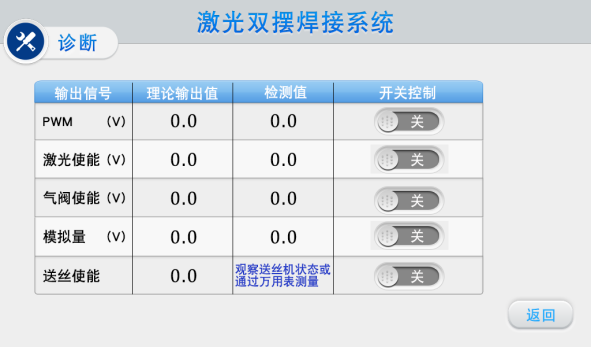 激光双摆焊接系统
诊断
输出信号 理论输出值 检测值 开关控制
PWM (V) 0.0 0.0 关
激光使能 (V) 0.0 0.0 关
气阀使能 (V) 0.0 0.0 关
模拟量 (V) 0.0 0.0 关
送丝使能 0.0 观察送丝机状态或 关
通过万用表测量
返回